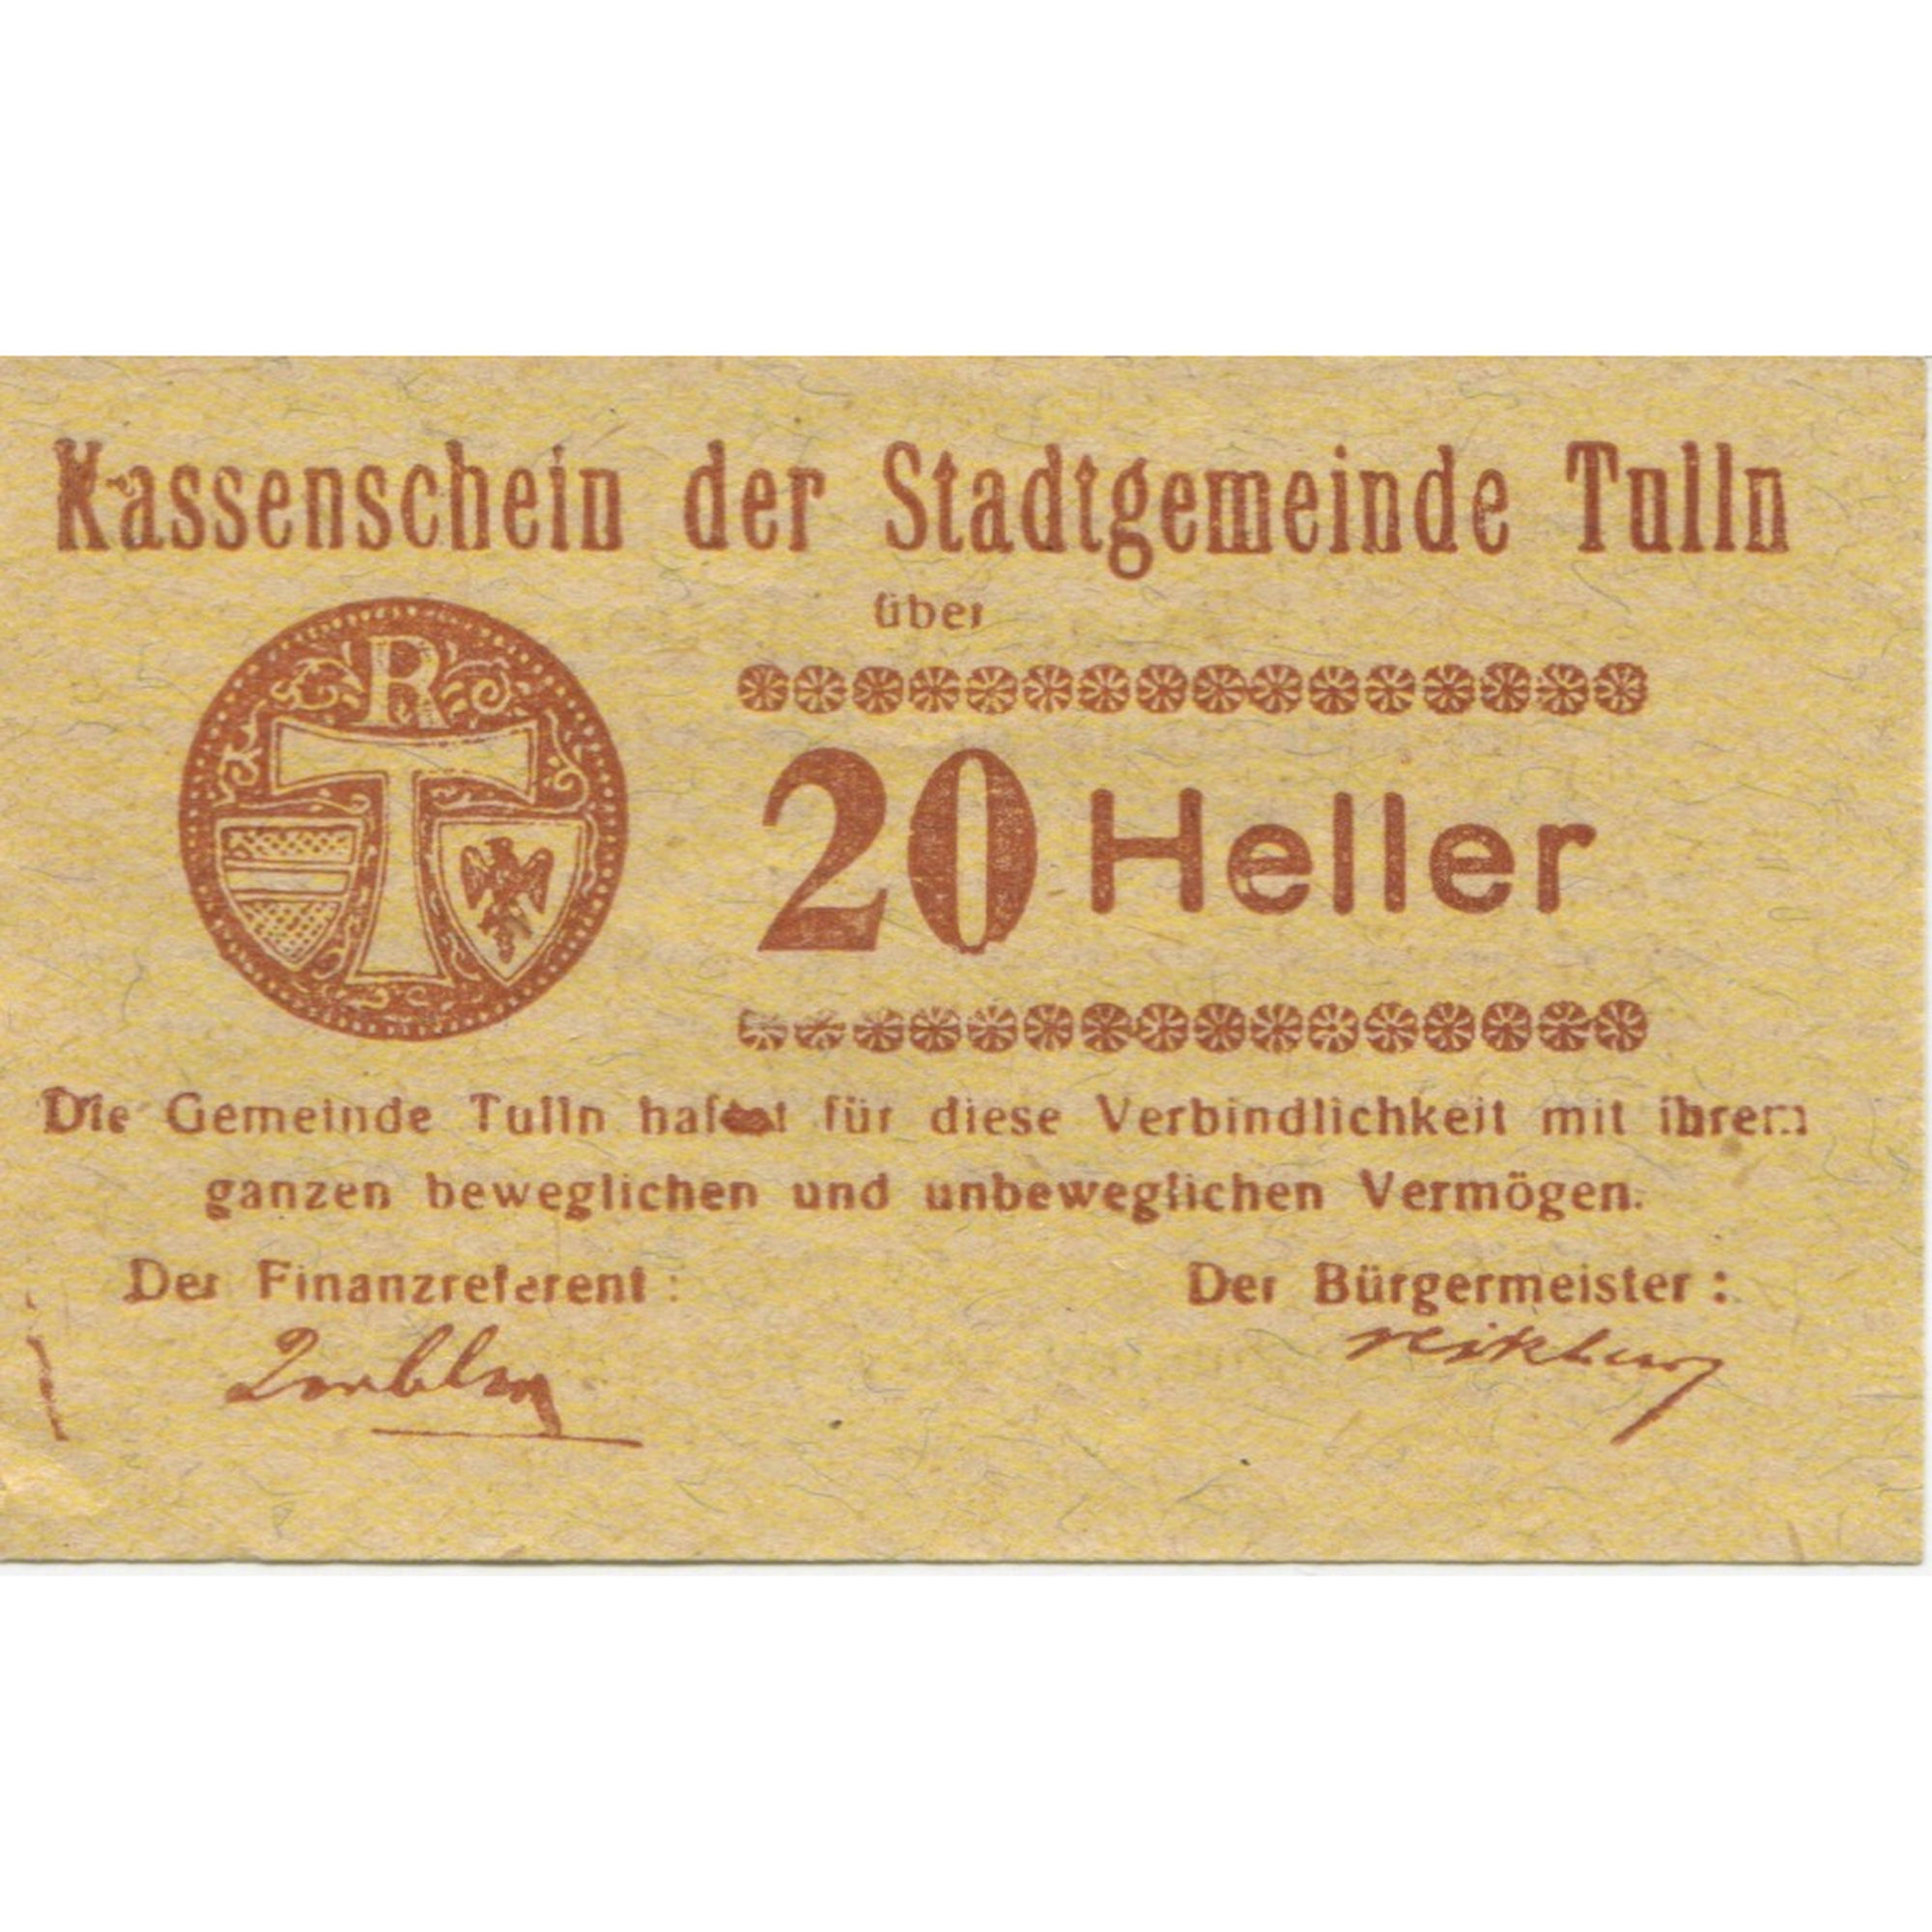 Kassenschein der Stadtgemeinde Tulln
über
R
T
20 Heller
Die Gemeinde Tulln haftet für diese Verbindlichkeit mit ihrem
ganzen beweglichen und unbeweglichen Vermögen.
Der Finanzreferent : Der Bürgermeister :